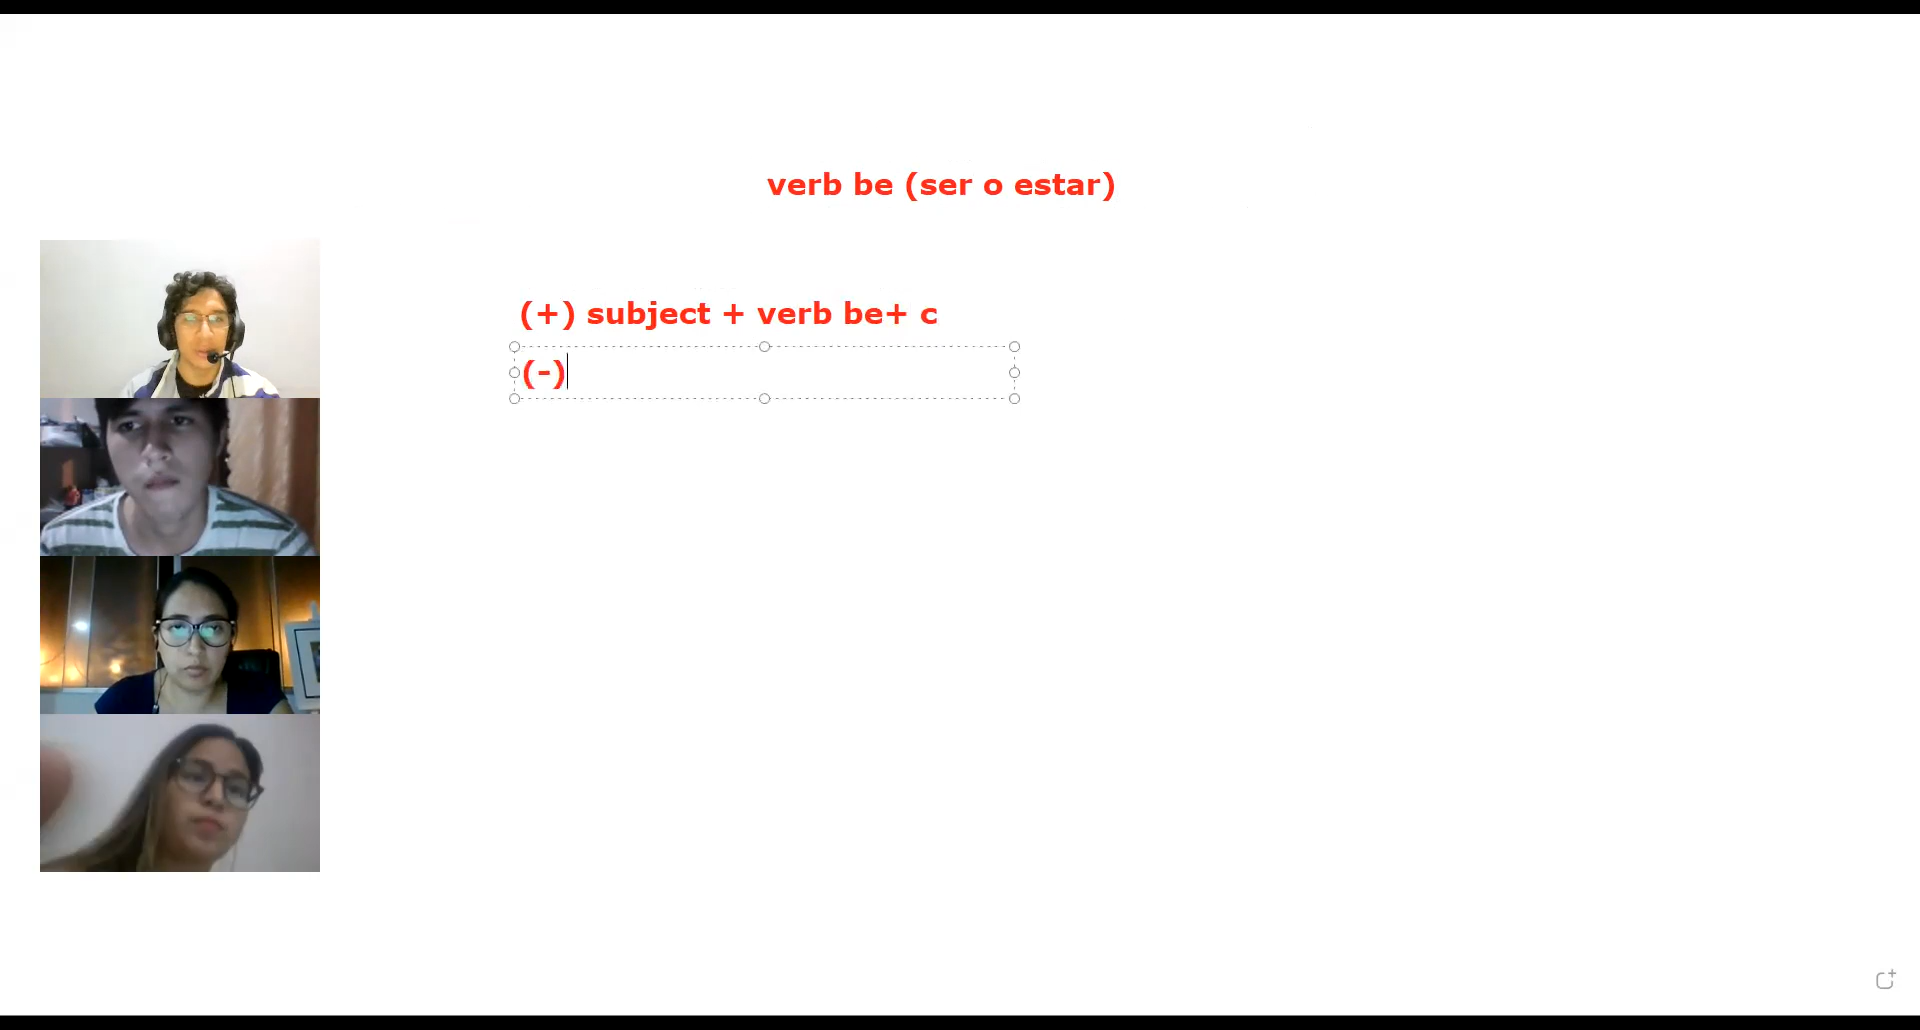 verb be (ser o estar)
(+) subject + verb be+ c
(-)